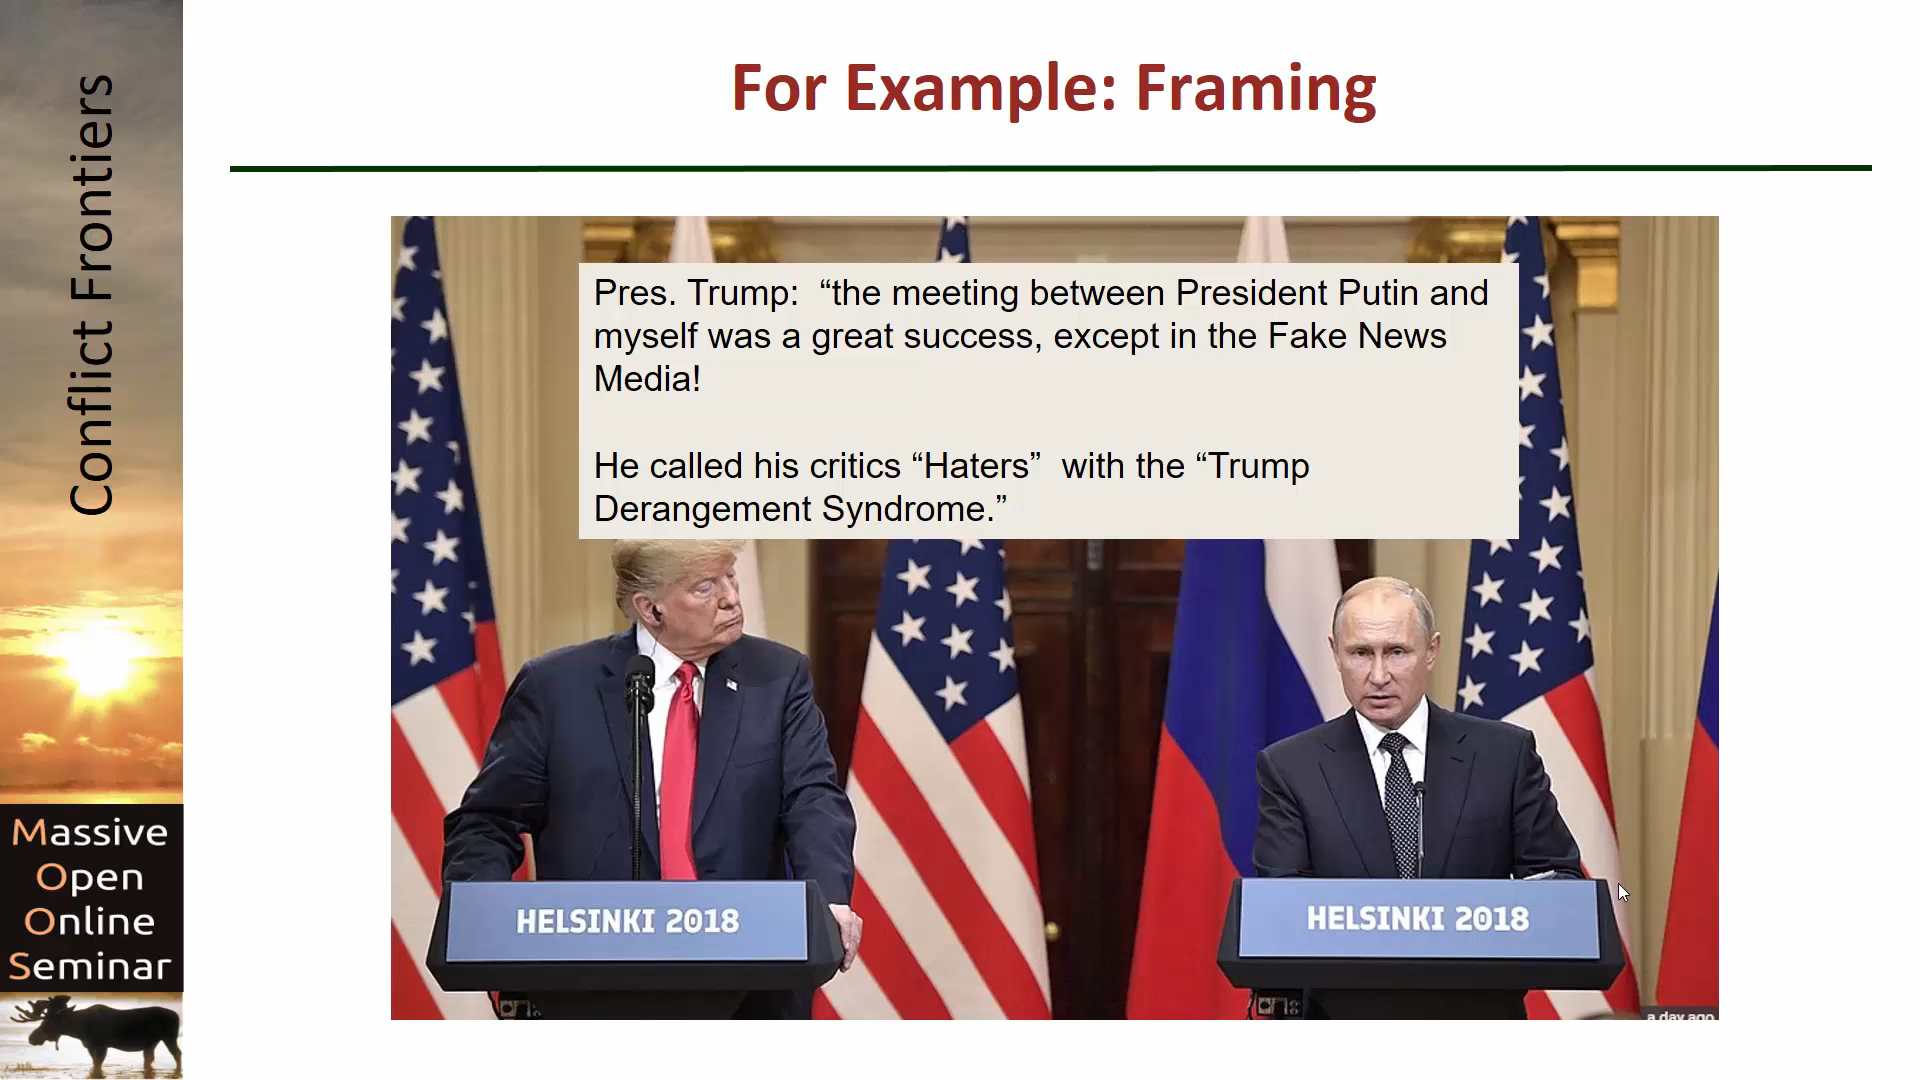 For Example: Framing
Conflict Frontiers
Pres. Trump:  “the meeting between President Putin and
myself was a great success, except in the Fake News
Media!
He called his critics “Haters”  with the “Trump
Derangement Syndrome.”
HELSINKI 2018
HELSINKI 2018
a day ago
Massive
Open
Online
Seminar